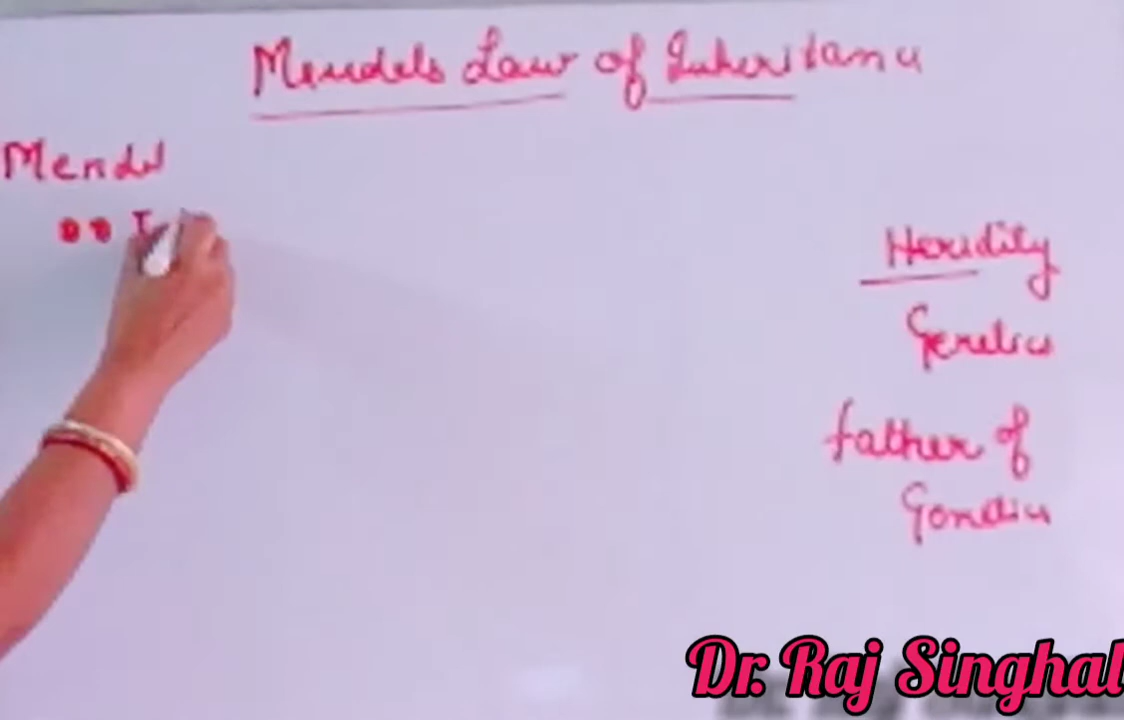 Mendels Law of Inheritance
Mendel
Heridity
Genetics
father of
Genetics
Dr. Raj Singhal